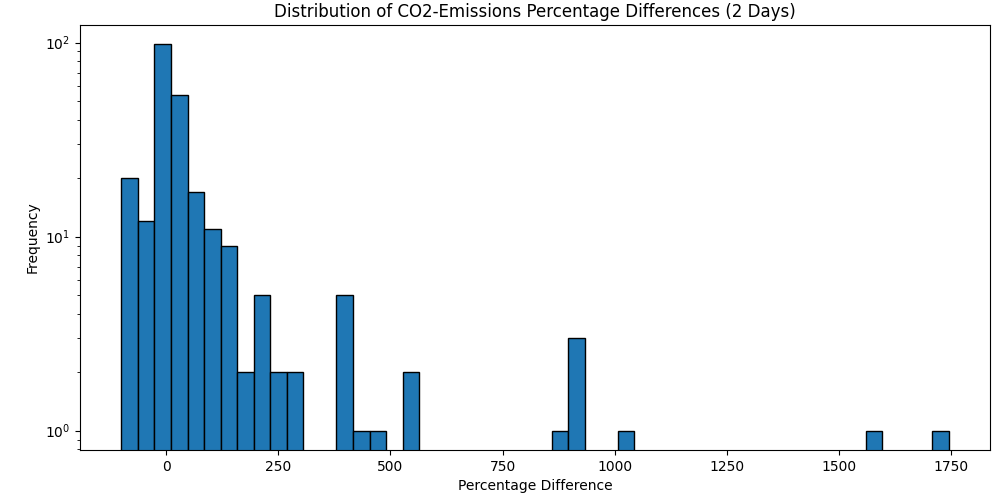 Distribution of CO2-Emissions Percentage Differences (2 Days)
Frequency
10²
10¹
10⁰
0 250 500 750 1000 1250 1500 1750
Percentage Difference